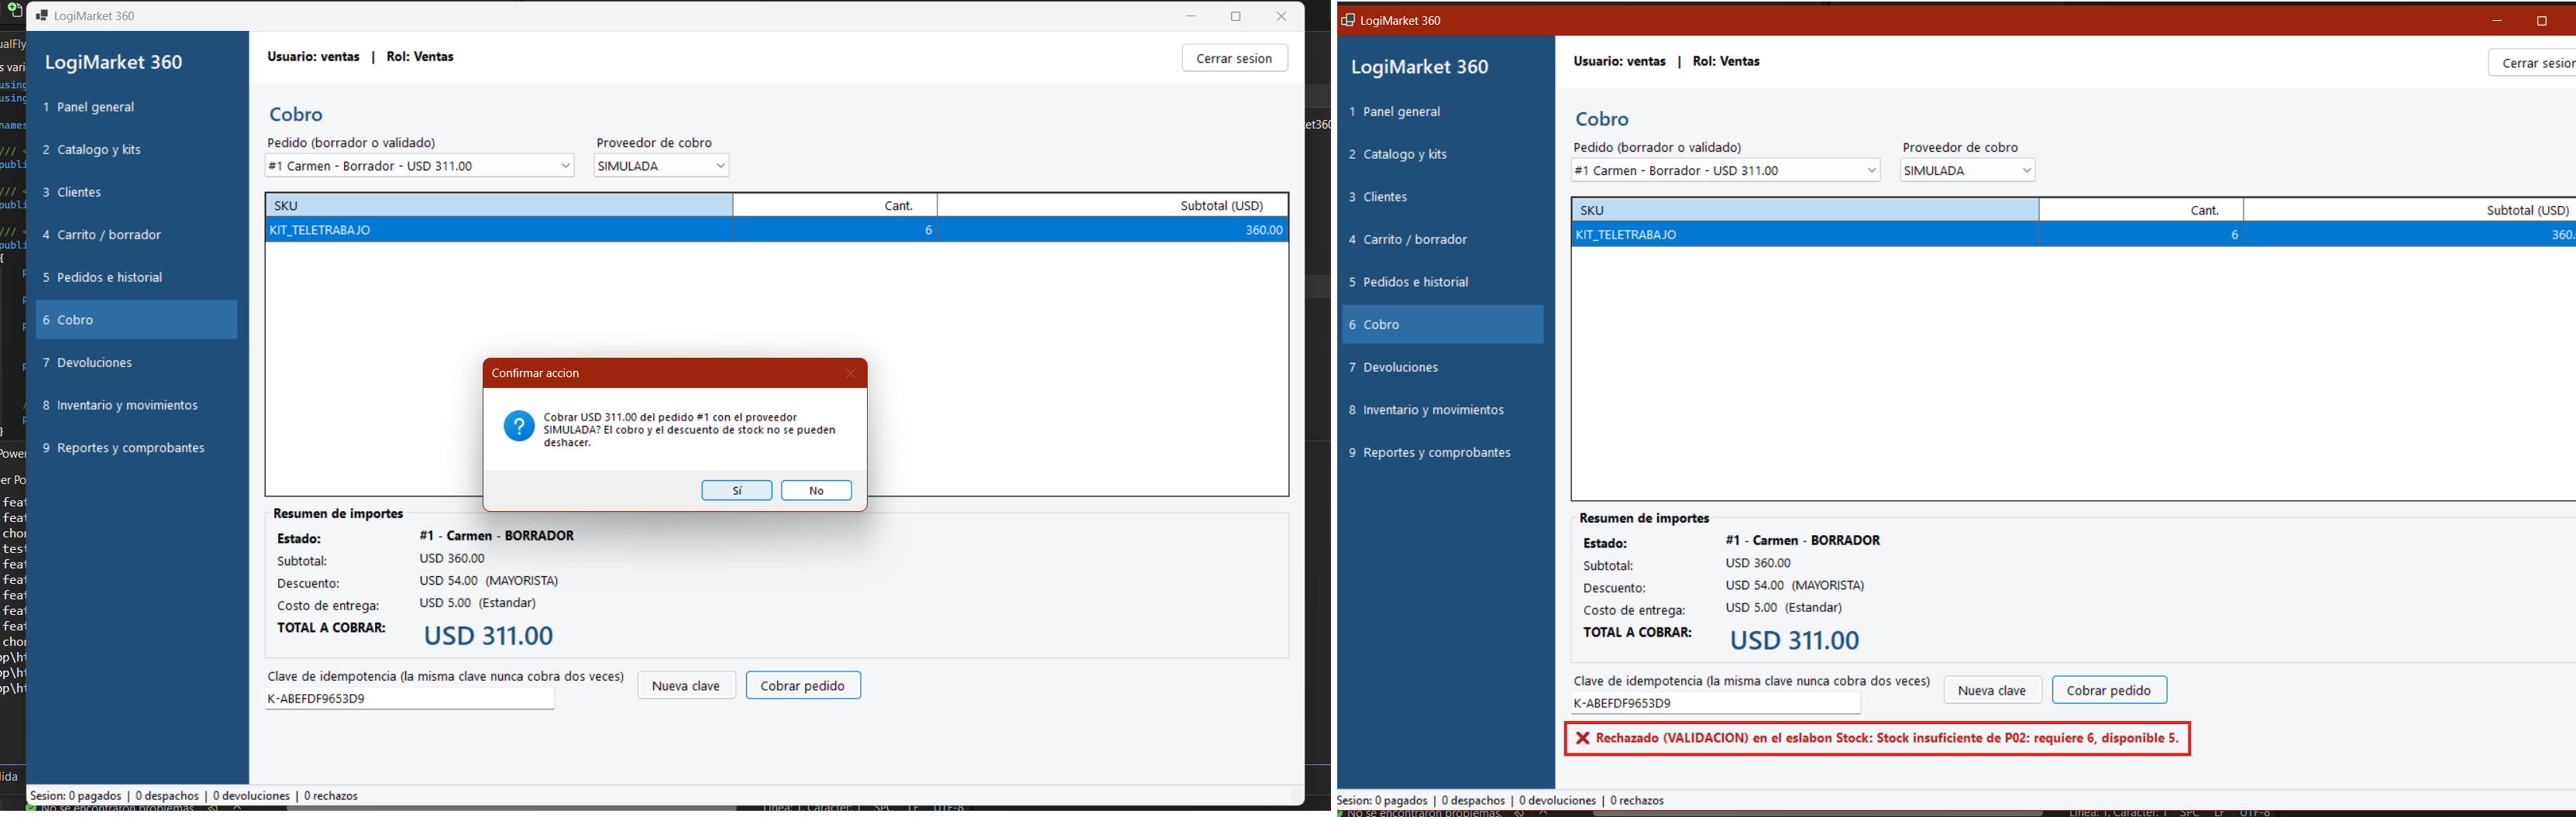 LogiMarket 360
LogiMarket 360
1 Panel general
2 Catalogo y kits
3 Clientes
4 Carrito / borrador
5 Pedidos e historial
6 Cobro
7 Devoluciones
8 Inventario y movimientos
9 Reportes y comprobantes
Usuario: ventas | Rol: Ventas
Cerrar sesion
Cobro
Pedido (borrador o validado)
Proveedor de cobro
#1 Carmen - Borrador - USD 311.00
SIMULADA
SKU Cant. Subtotal (USD)
KIT_TELETRABAJO 6 360.00
Confirmar accion
Cobrar USD 311.00 del pedido #1 con el proveedor
SIMULADA? El cobro y el descuento de stock no se pueden
deshacer.
Sí
No
Resumen de importes
Estado: #1 - Carmen - BORRADOR
Subtotal: USD 360.00
Descuento: USD 54.00 (MAYORISTA)
Costo de entrega: USD 5.00 (Estandar)
TOTAL A COBRAR: USD 311.00
Clave de idempotencia (la misma clave nunca cobra dos veces)
K-ABEFDF9653D9
Nueva clave
Cobrar pedido
Sesion: 0 pagados | 0 despachos | 0 devoluciones | 0 rechazos
LogiMarket 360
LogiMarket 360
1 Panel general
2 Catalogo y kits
3 Clientes
4 Carrito / borrador
5 Pedidos e historial
6 Cobro
7 Devoluciones
8 Inventario y movimientos
9 Reportes y comprobantes
Usuario: ventas | Rol: Ventas
Cerrar sesion
Cobro
Pedido (borrador o validado)
Proveedor de cobro
#1 Carmen - Borrador - USD 311.00
SIMULADA
SKU Cant. Subtotal (USD)
KIT_TELETRABAJO 6 360.
Resumen de importes
Estado: #1 - Carmen - BORRADOR
Subtotal: USD 360.00
Descuento: USD 54.00 (MAYORISTA)
Costo de entrega: USD 5.00 (Estandar)
TOTAL A COBRAR: USD 311.00
Clave de idempotencia (la misma clave nunca cobra dos veces)
K-ABEFDF9653D9
Nueva clave
Cobrar pedido
Rechazado (VALIDACION) en el eslabon Stock: Stock insuficiente de P02: requiere 6, disponible 5.
Sesion: 0 pagados | 0 despachos | 0 devoluciones | 0 rechazos